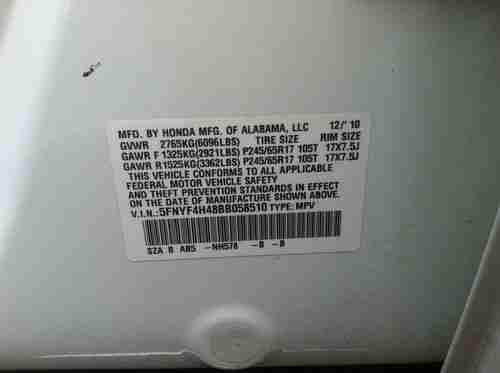 MFD. BY HONDA MFG. OF ALABAMA, LLC 12/'10
GVWR 2765KG(6096LBS) TIRE SIZE RIM SIZE
GAWR F 1325KG(2921LBS) P245/65R17 105T 17X7.5J
GAWR R1525KG(3362LBS) P245/65R17 105T 17X7.5J
THIS VEHICLE CONFORMS TO ALL APPLICABLE
FEDERAL MOTOR VEHICLE SAFETY
AND THEFT PREVENTION STANDARDS IN EFFECT
ON THE DATE OF MANUFACTURE SHOWN ABOVE.
V.I.N.:5FNYF4H48BB058510 TYPE: MPV
SZA B AB5 -NH578 -B -B